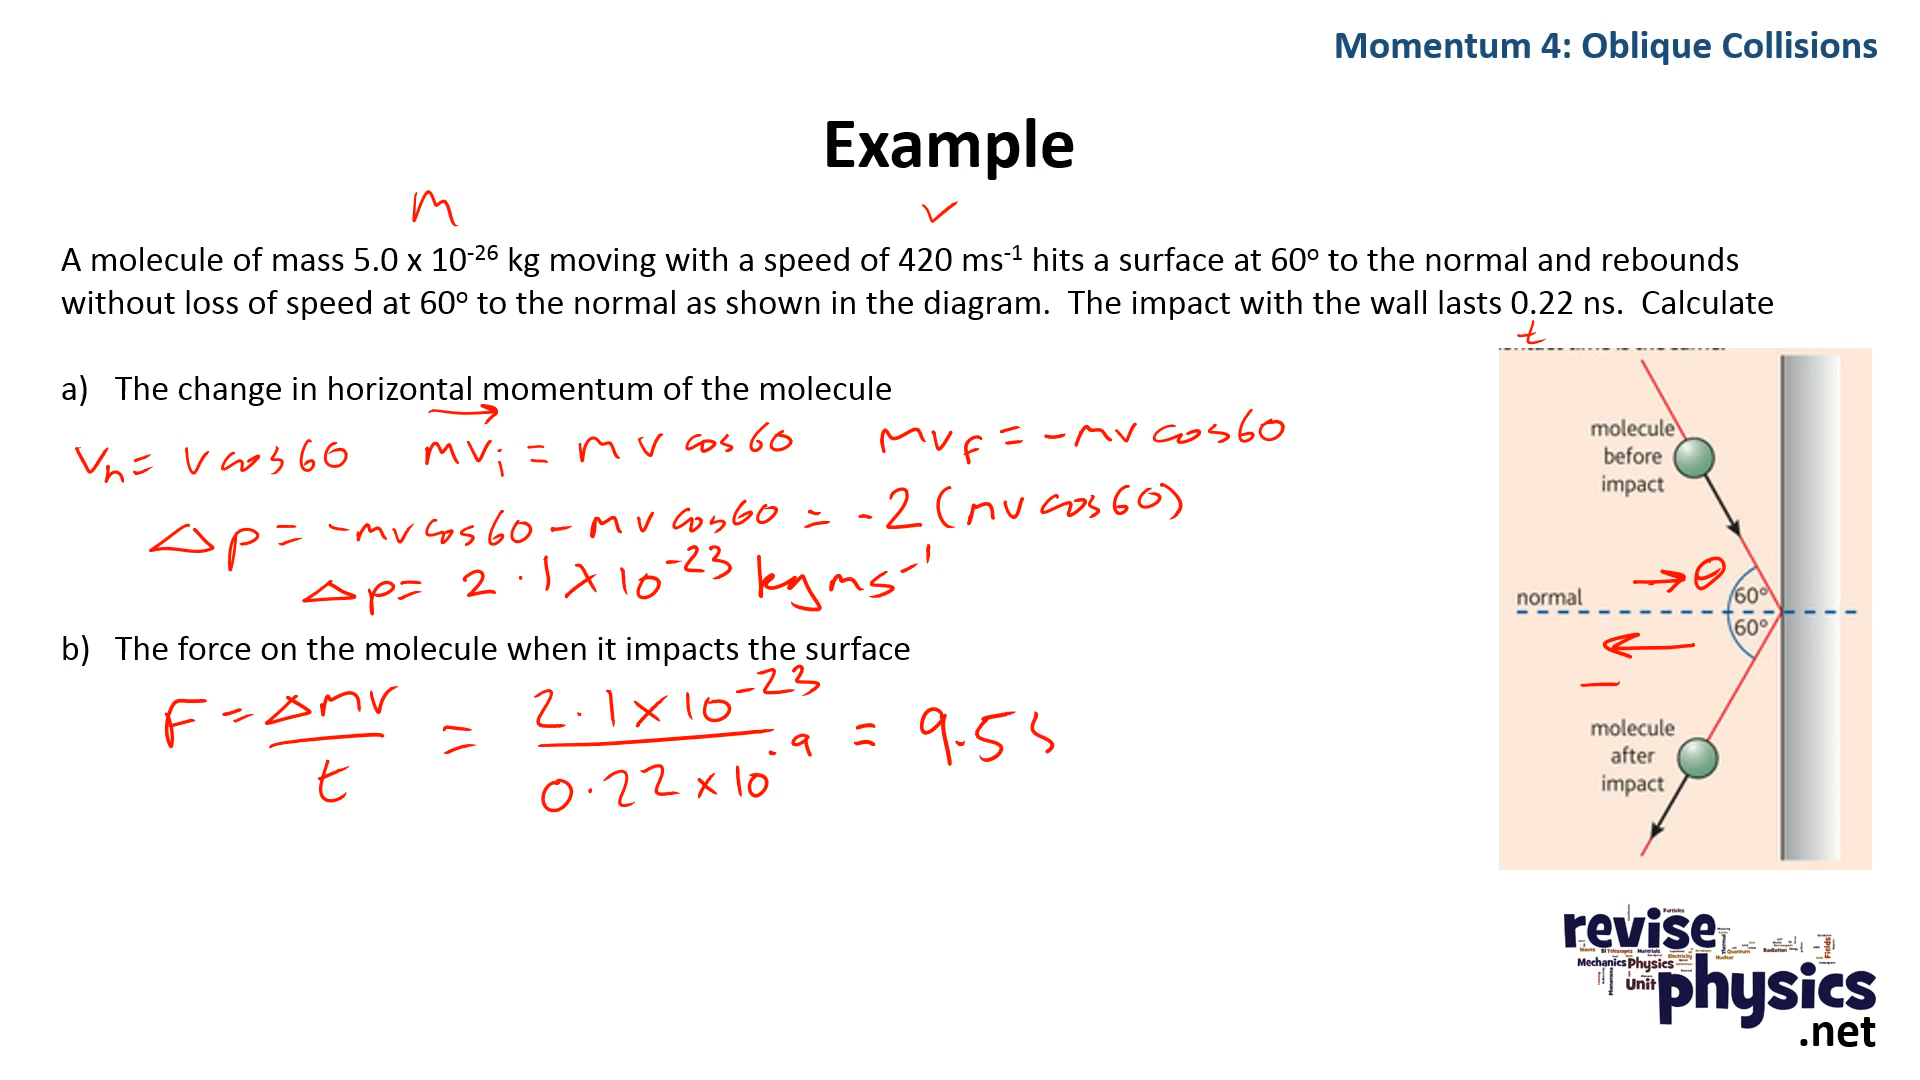 Momentum 4: Oblique Collisions
Example
m
v
A molecule of mass 5.0 x 10⁻²⁶ kg moving with a speed of 420 ms⁻¹ hits a surface at 60º to the normal and rebounds
without loss of speed at 60º to the normal as shown in the diagram. The impact with the wall lasts 0.22 ns. Calculate
t
a) The change in horizontal momentum of the molecule
vₕ = v cos 60 mvᵢ = m v cos 60 mv_F = -mv cos 60
Δp = -mv cos 60 - mv cos 60 = -2 (mv cos 60)
Δp = 2.1 x 10⁻²³ kg ms⁻¹
b) The force on the molecule when it impacts the surface
F = Δmv / t = 2.1 x 10⁻²³ / 0.22 x 10⁻⁹ = 9.5
molecule
before
impact
θ
normal
60°
60°
molecule
after
impact
revise
Mechanics Physics
Unit
physics
.net